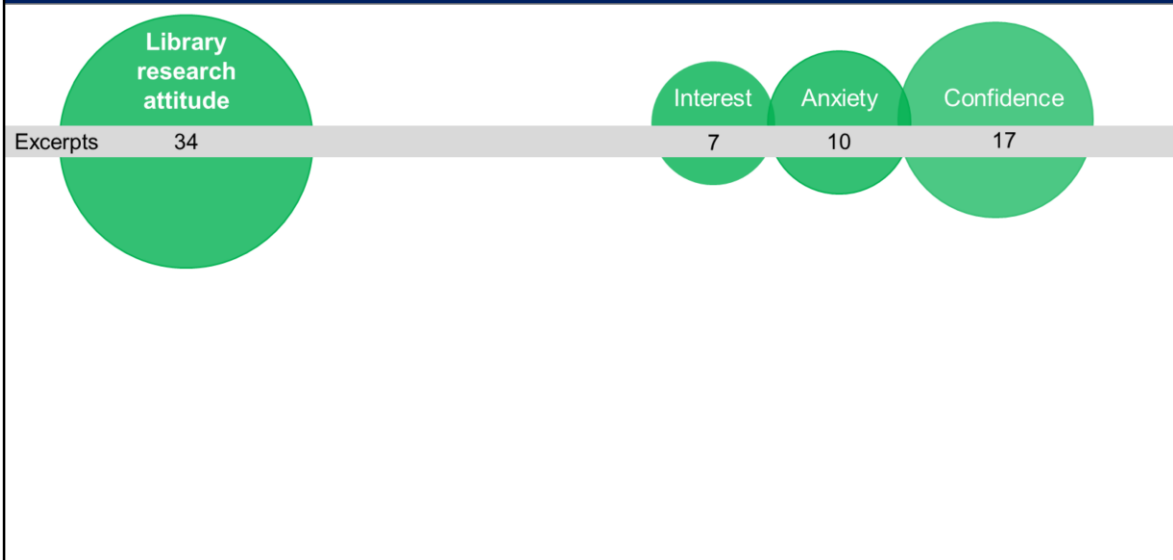 Library
research
attitude
Interest Anxiety Confidence
Excerpts 34 7 10 17